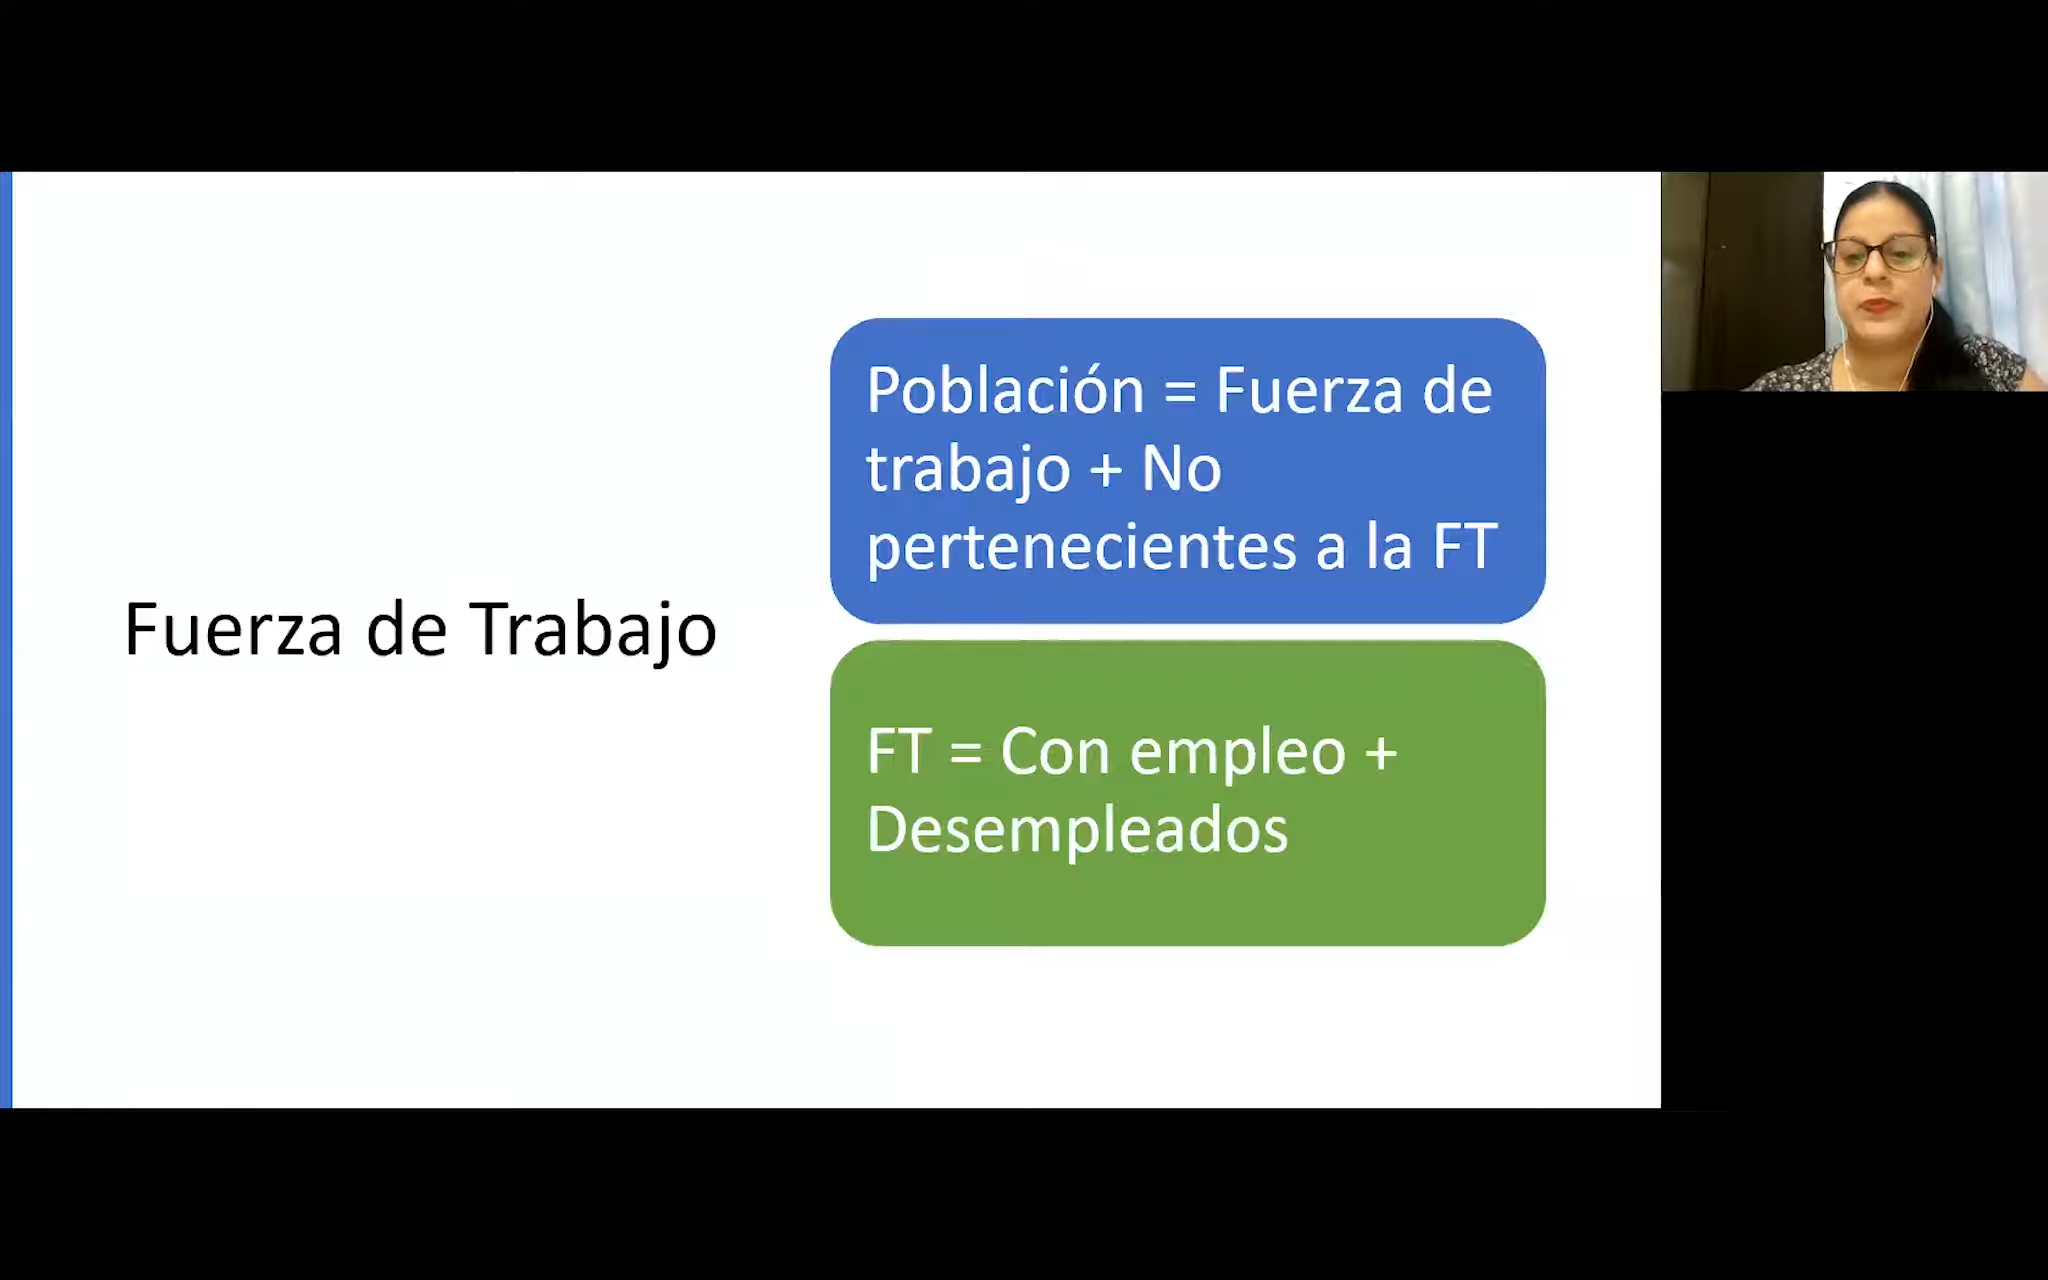 Fuerza de Trabajo
Población = Fuerza de
trabajo + No
pertenecientes a la FT
FT = Con empleo +
Desempleados